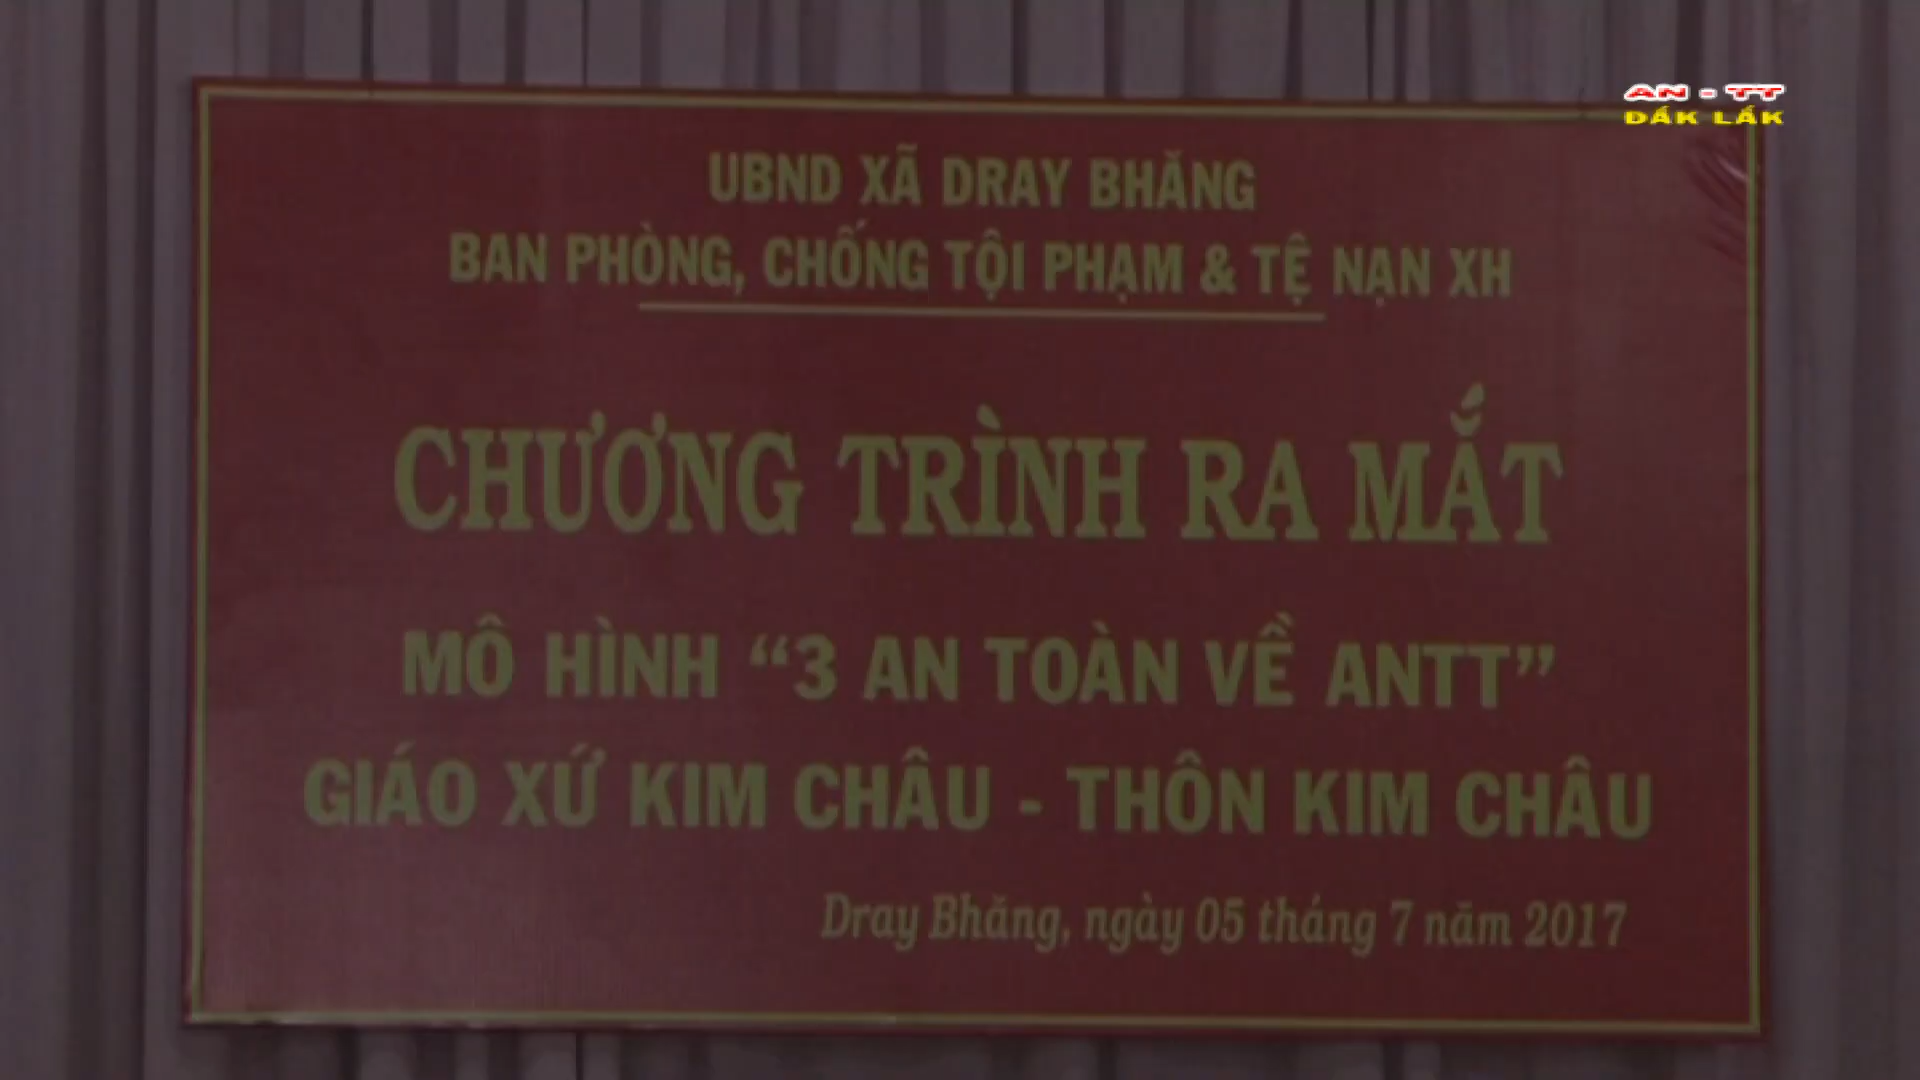 AN - TT
ĐẮK LẮK
UBND XÃ DRAY BHĂNG
BAN PHÒNG, CHỐNG TỘI PHẠM & TỆ NẠN XH
CHƯƠNG TRÌNH RA MẮT
MÔ HÌNH “3 AN TOÀN VỀ ANTT”
GIÁO XỨ KIM CHÂU - THÔN KIM CHÂU
Dray Bhăng, ngày 05 tháng 7 năm 2017